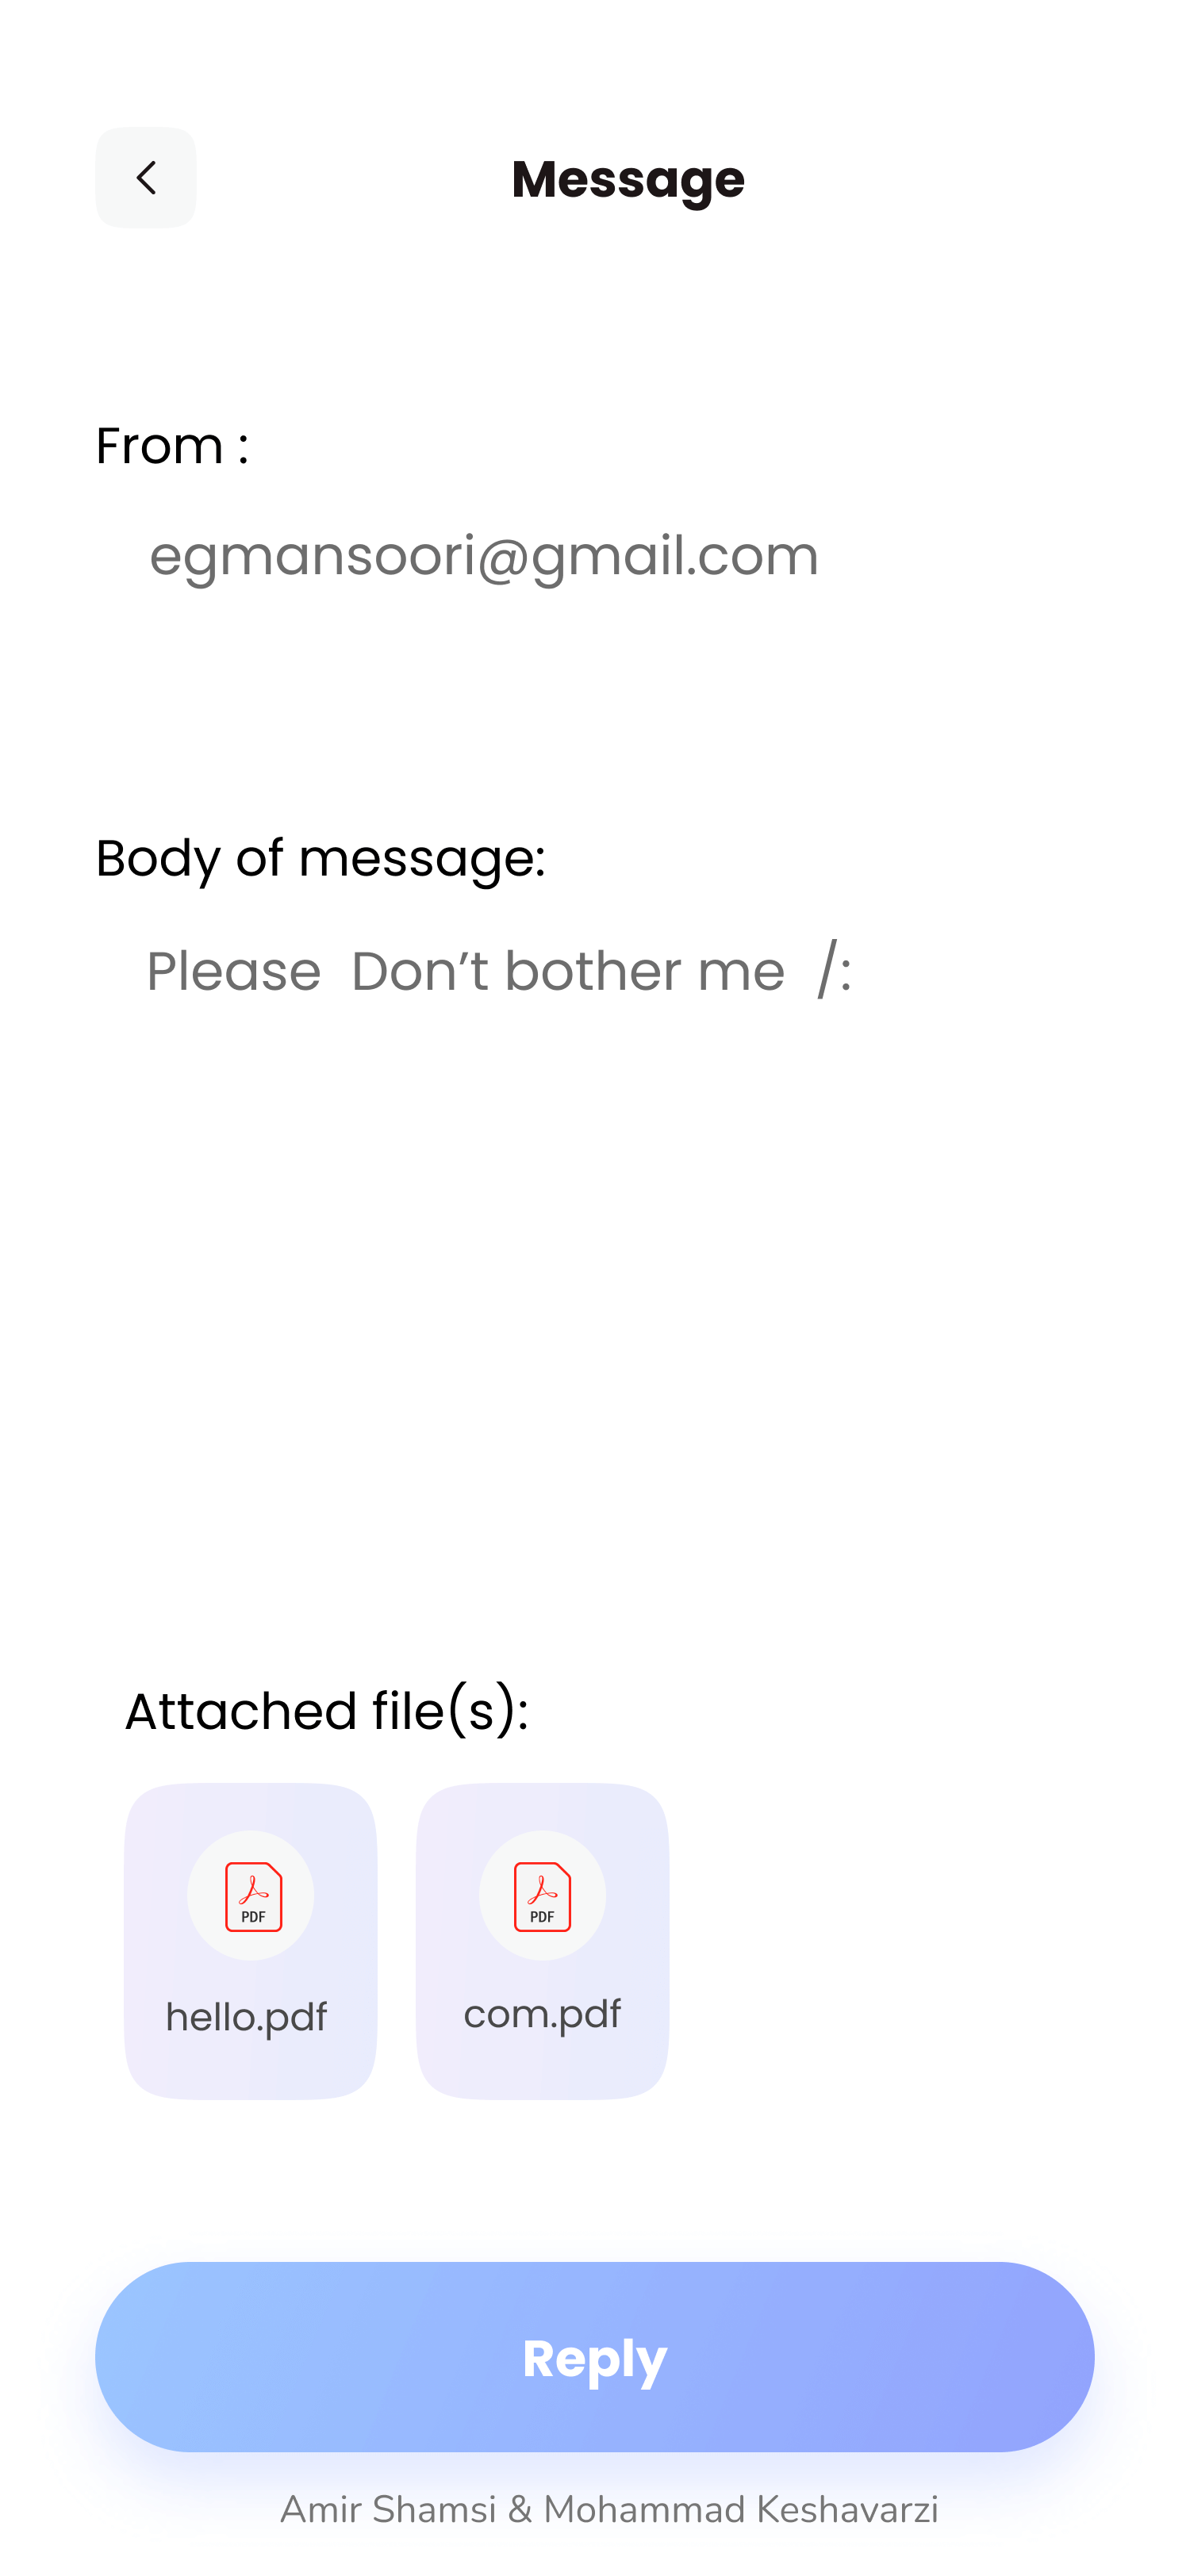 Message
From :
egmansoori@gmail.com
Body of message:
Please  Don’t bother me  /:
Attached file(s):
PDF PDF
hello.pdf com.pdf
Reply
Amir Shamsi & Mohammad Keshavarzi